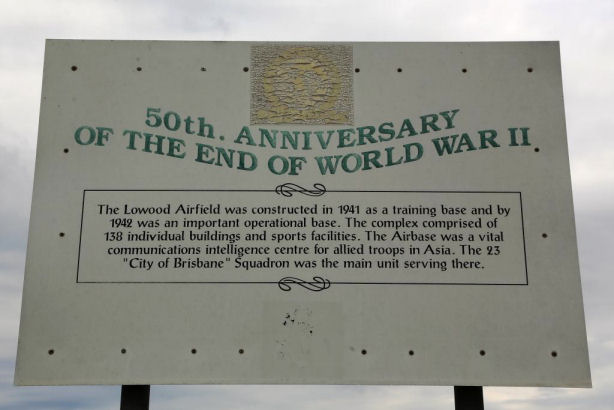 50th. ANNIVERSARY
OF THE END OF WORLD WAR II
The Lowood Airfield was constructed in 1941 as a training base and by
1942 was an important operational base. The complex comprised of
138 individual buildings and sports facilities. The Airbase was a vital
communications intelligence centre for allied troops in Asia. The 23
"City of Brisbane" Squadron was the main unit serving there.